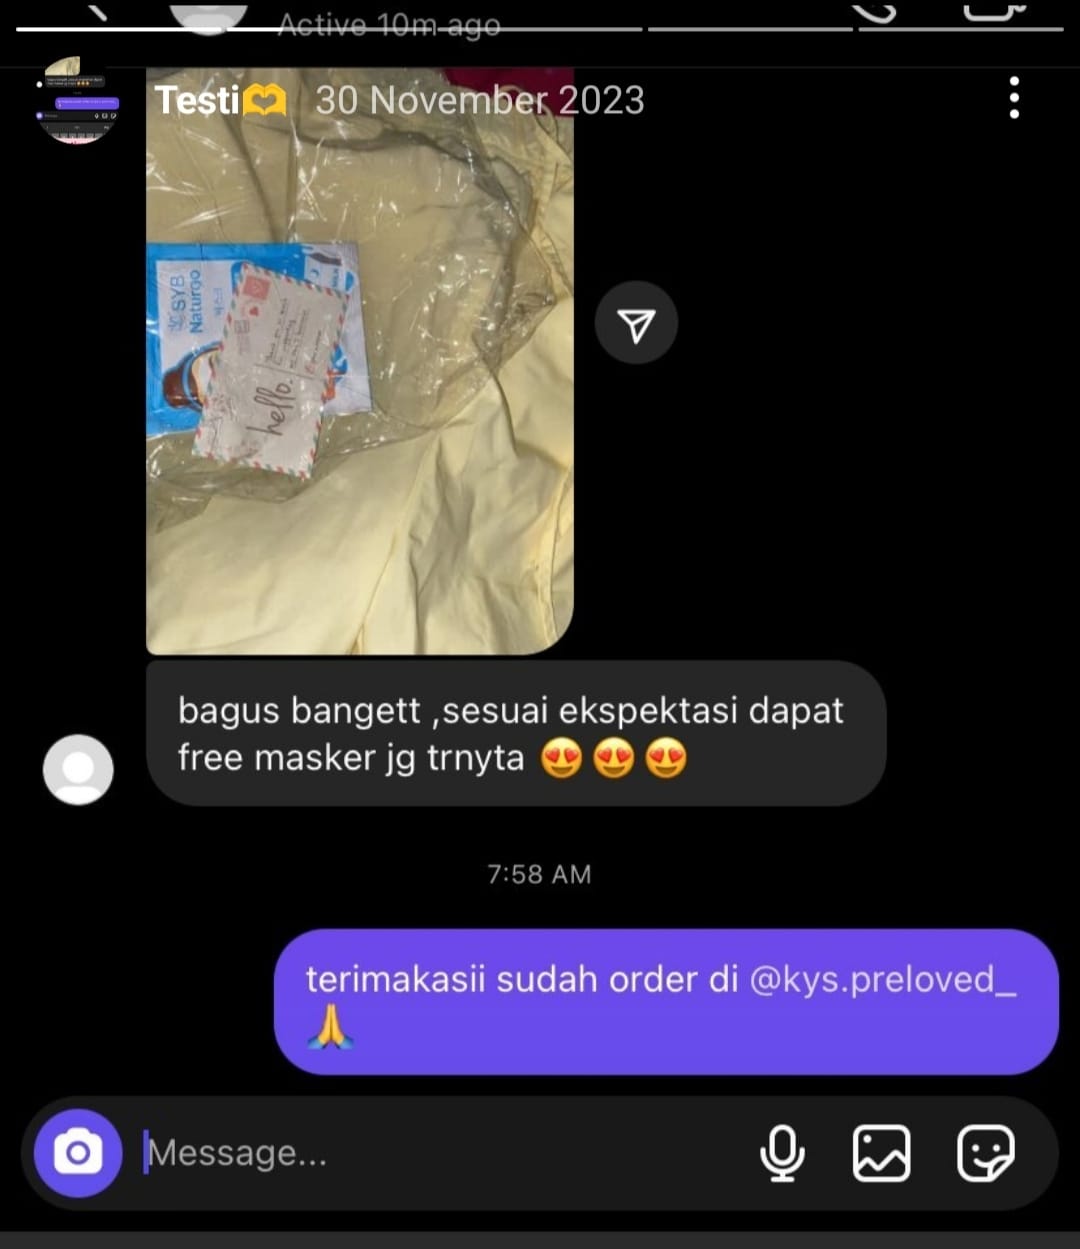 Active 10m ago
Testi🫶 30 November 2023
SYB
Naturgo
hello.
bagus bangett ,sesuai ekspektasi dapat
free masker jg trnyta 😍😍😍
7:58 AM
terimakasii sudah order di @kys.preloved_
🙏
Message...